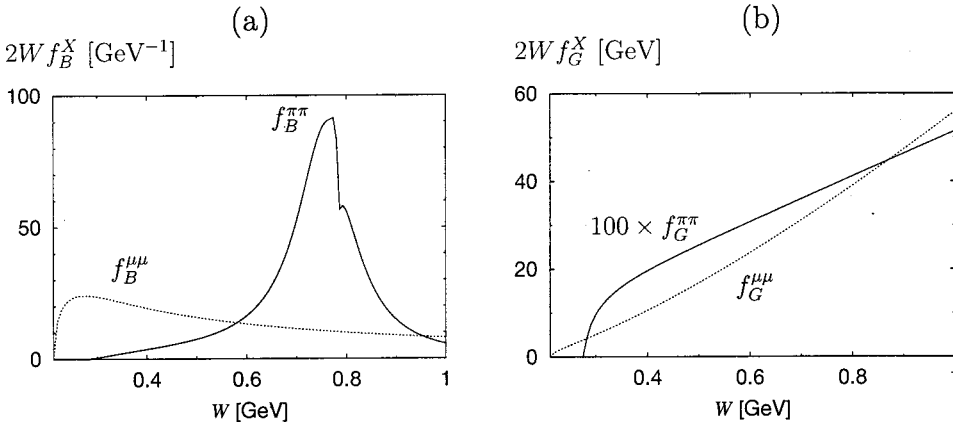 (a)
2W f_B^X [GeV⁻¹]
100
50
0
f_B^{ππ}
f_B^{μμ}
0.4 0.6 0.8 1
W [GeV]
(b)
2W f_G^X [GeV]
60
40
20
0
100 × f_G^{ππ}
f_G^{μμ}
0.4 0.6 0.8 1
W [GeV]